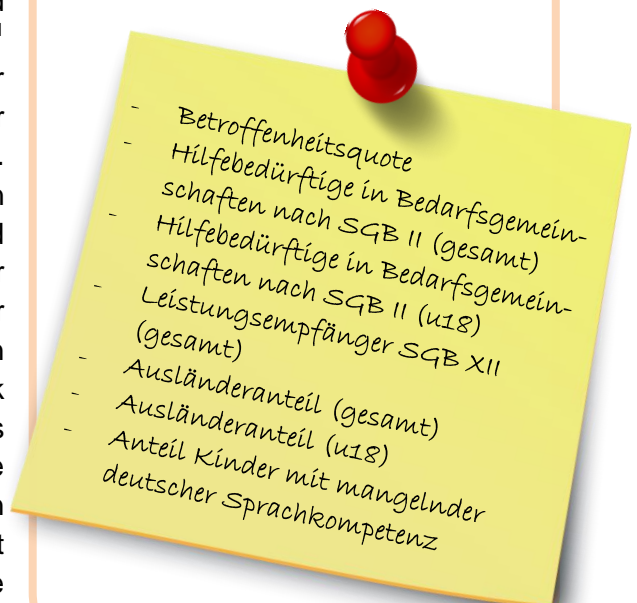 - Betroffenheitsquote
- Hilfebedürftige in Bedarfsgemein-
schaften nach SGB II (gesamt)
- Hilfebedürftige in Bedarfsgemein-
schaften nach SGB II (u18)
- Leistungsempfänger SGB XII
(gesamt)
- Ausländeranteil (gesamt)
- Ausländeranteil (u18)
- Anteil Kinder mit mangelnder
deutscher Sprachkompetenz